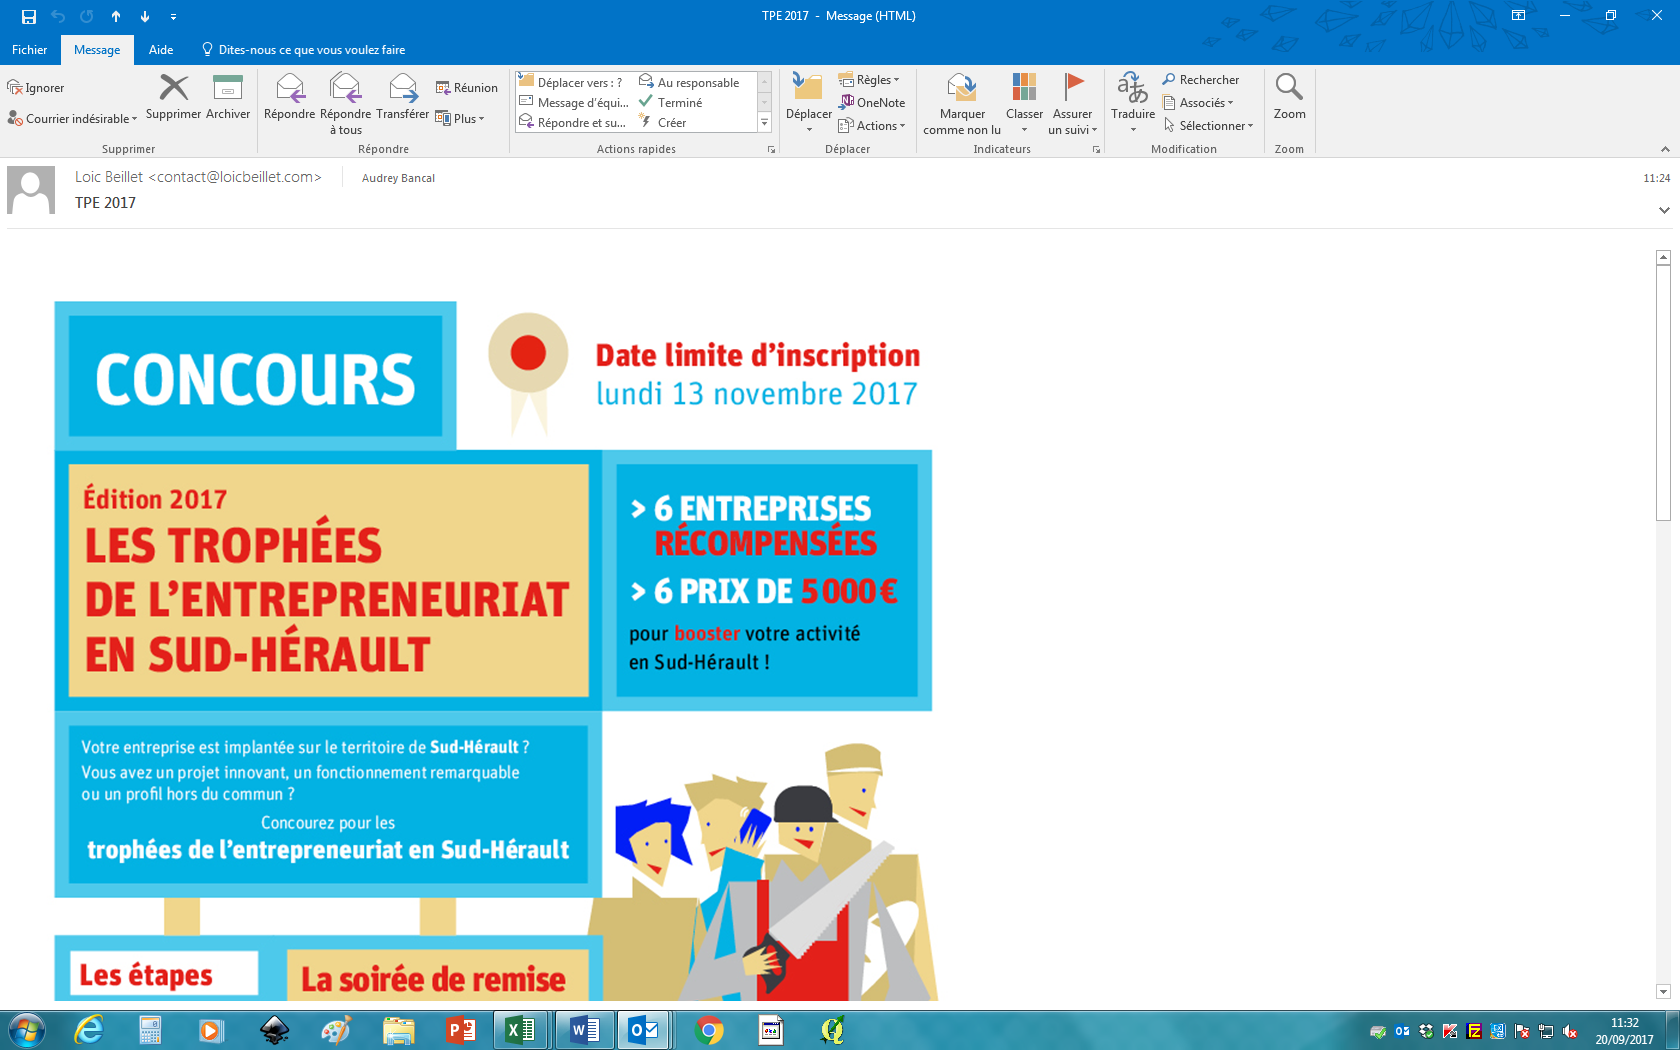 TPE 2017 - Message (HTML)
Fichier
Message
Aide
Dites-nous ce que vous voulez faire
Ignorer
Courrier indésirable
Supprimer
Archiver
Supprimer
Répondre
Répondre
à tous
Transférer
Réunion
Plus
Répondre
Déplacer vers : ?
Message d'équi...
Répondre et su...
Au responsable
Terminé
Créer
Actions rapides
Déplacer
Règles
OneNote
Actions
Déplacer
Marquer
comme non lu
Classer
Assurer
un suivi
Indicateurs
Traduire
Rechercher
Associés
Sélectionner
Modification
Zoom
Zoom
Loic Beillet <contact@loicbeillet.com>
Audrey Bancal
11:24
TPE 2017
CONCOURS
Date limite d'inscription
lundi 13 novembre 2017
Édition 2017
LES TROPHÉES
DE L'ENTREPRENEURIAT
EN SUD-HÉRAULT
> 6 ENTREPRISES
RÉCOMPENSÉES
> 6 PRIX DE 5 000 €
pour booster votre activité
en Sud-Hérault !
Votre entreprise est implantée sur le territoire de Sud-Hérault ?
Vous avez un projet innovant, un fonctionnement remarquable
ou un profil hors du commun ?
Concourez pour les
trophées de l'entrepreneuriat en Sud-Hérault
Les étapes
La soirée de remise
11:32
20/09/2017